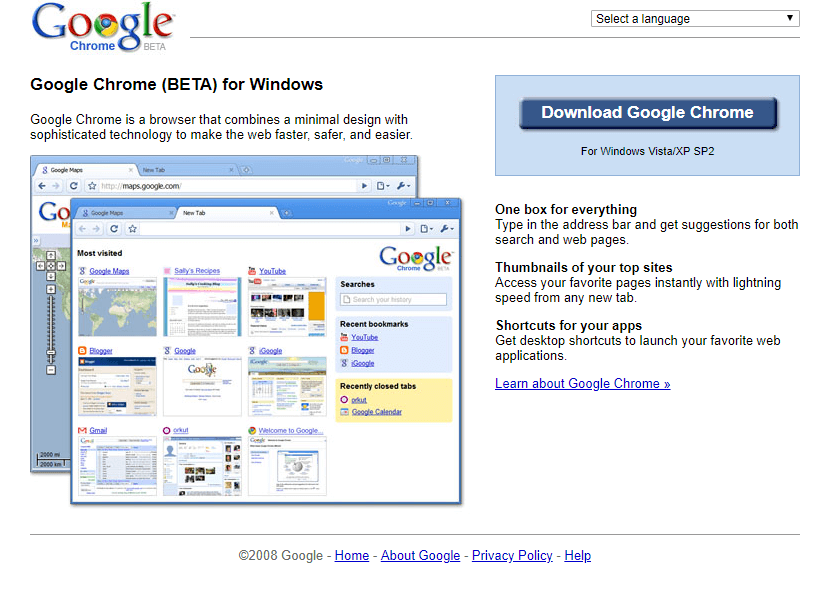 Google
Chrome BETA
Select a language
Google Chrome (BETA) for Windows
Google Chrome is a browser that combines a minimal design with
sophisticated technology to make the web faster, safer, and easier.
Download Google Chrome
For Windows Vista/XP SP2
One box for everything
Type in the address bar and get suggestions for both
search and web pages.
Thumbnails of your top sites
Access your favorite pages instantly with lightning
speed from any new tab.
Shortcuts for your apps
Get desktop shortcuts to launch your favorite web
applications.
Learn about Google Chrome »
Google
Google Maps
New Tab
http://maps.google.com/
Go
Ma
2000 mi
2000 km
Google
Google Maps
New Tab
Most visited
Google
Chrome BETA
Google Maps
Sally's Recipes
YouTube
Blogger
Google
iGoogle
Gmail
orkut
Welcome to Google...
Searches
Search your history
Recent bookmarks
YouTube
Blogger
iGoogle
Recently closed tabs
orkut
Google Calendar
©2008 Google - Home - About Google - Privacy Policy - Help